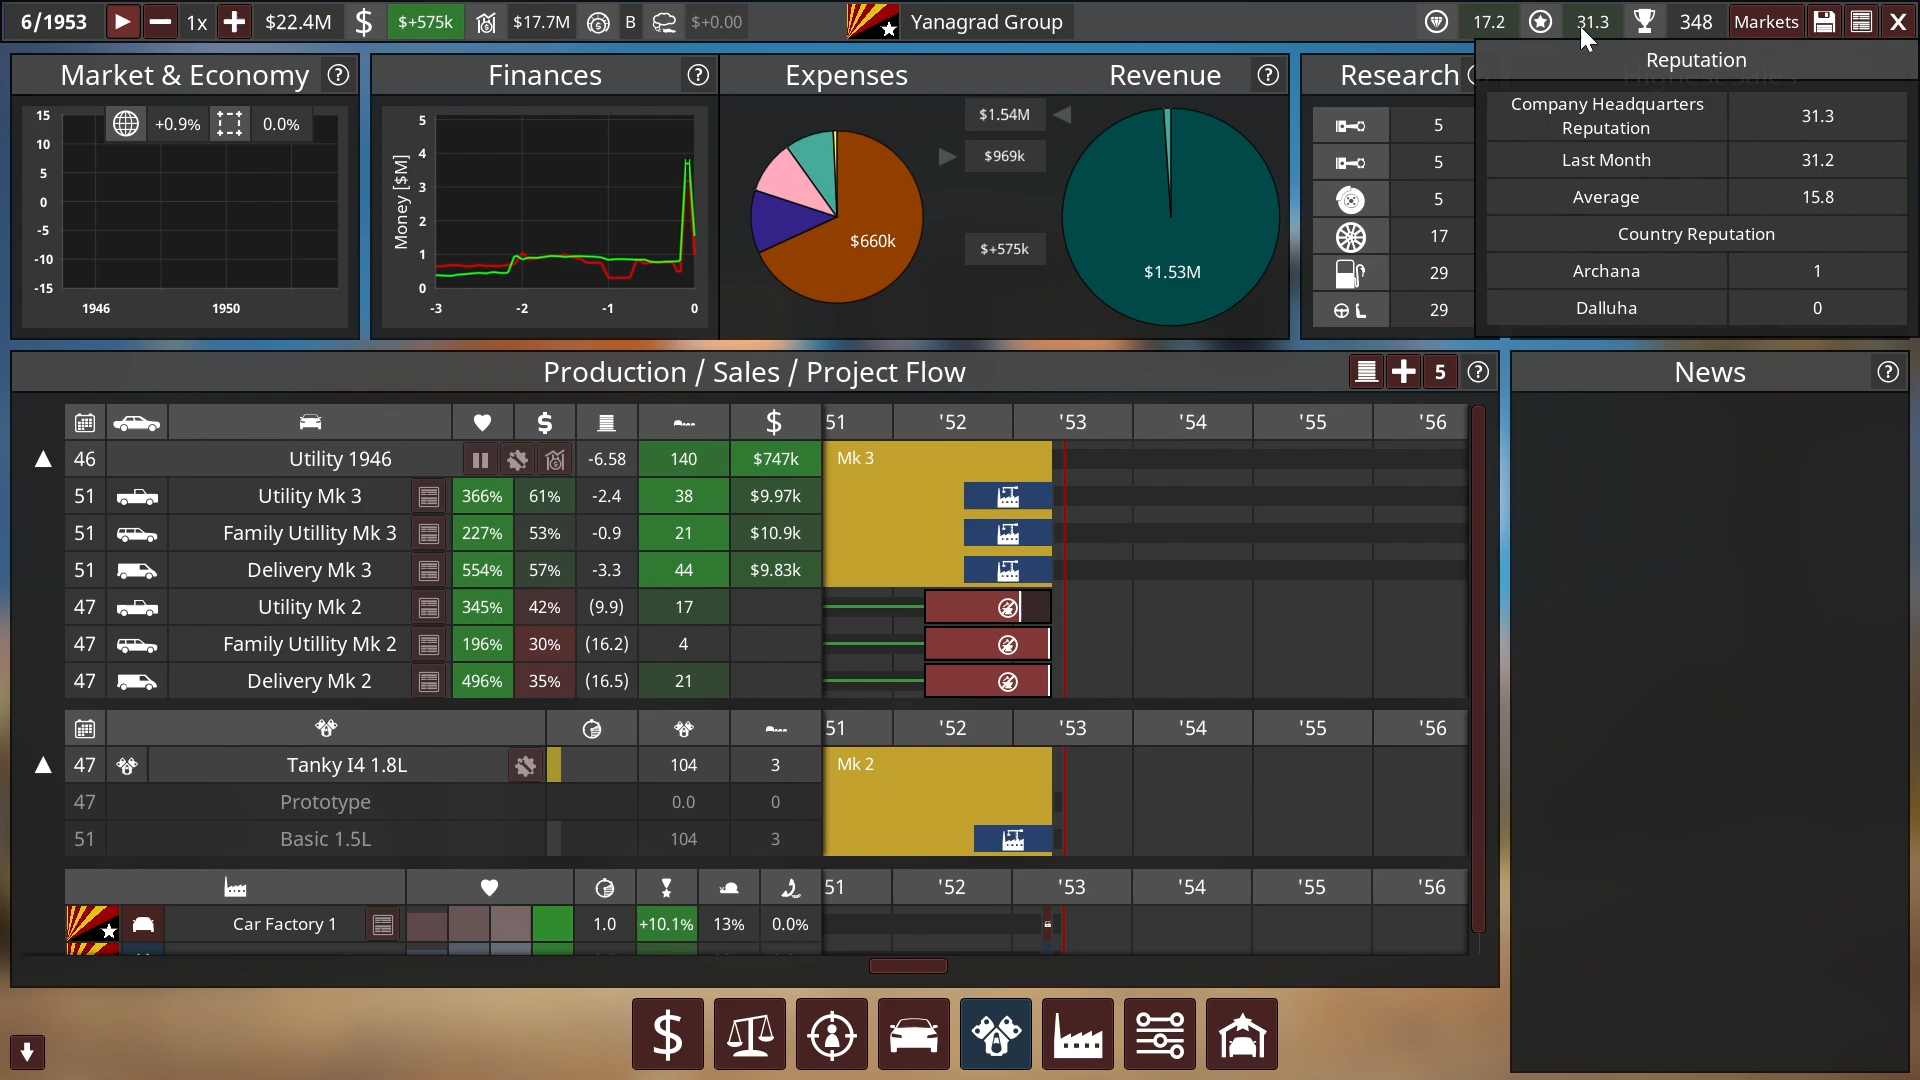 6/1953
1x
$22.4M
$+575k
$17.7M
B
$+0.00
Yanagrad Group
17.2
31.3
348
Markets
X
Market & Economy
?
Finances
?
Expenses
Revenue
?
Research
Reputation
+0.9%
0.0%
15
10
5
0
-5
-10
-15
1946
1950
Money [$M]
5
4
3
2
1
0
-3
-2
-1
0
$660k
$1.54M
$969k
$+575k
$1.53M
5
5
5
17
29
29
Company Headquarters
Reputation
31.3
Last Month
31.2
Average
15.8
Country Reputation
Archana
1
Dalluha
0
Production / Sales / Project Flow
5
?
News
?
51
'52
'53
'54
'55
'56
46
Utility 1946
-6.58
140
$747k
Mk 3
51
Utility Mk 3
366%
61%
-2.4
38
$9.97k
51
Family Utillity Mk 3
227%
53%
-0.9
21
$10.9k
51
Delivery Mk 3
554%
57%
-3.3
44
$9.83k
47
Utility Mk 2
345%
42%
(9.9)
17
47
Family Utillity Mk 2
196%
30%
(16.2)
4
47
Delivery Mk 2
496%
35%
(16.5)
21
51
'52
'53
'54
'55
'56
47
Tanky I4 1.8L
104
3
Mk 2
47
Prototype
0.0
0
51
Basic 1.5L
104
3
51
'52
'53
'54
'55
'56
Car Factory 1
1.0
+10.1%
13%
0.0%